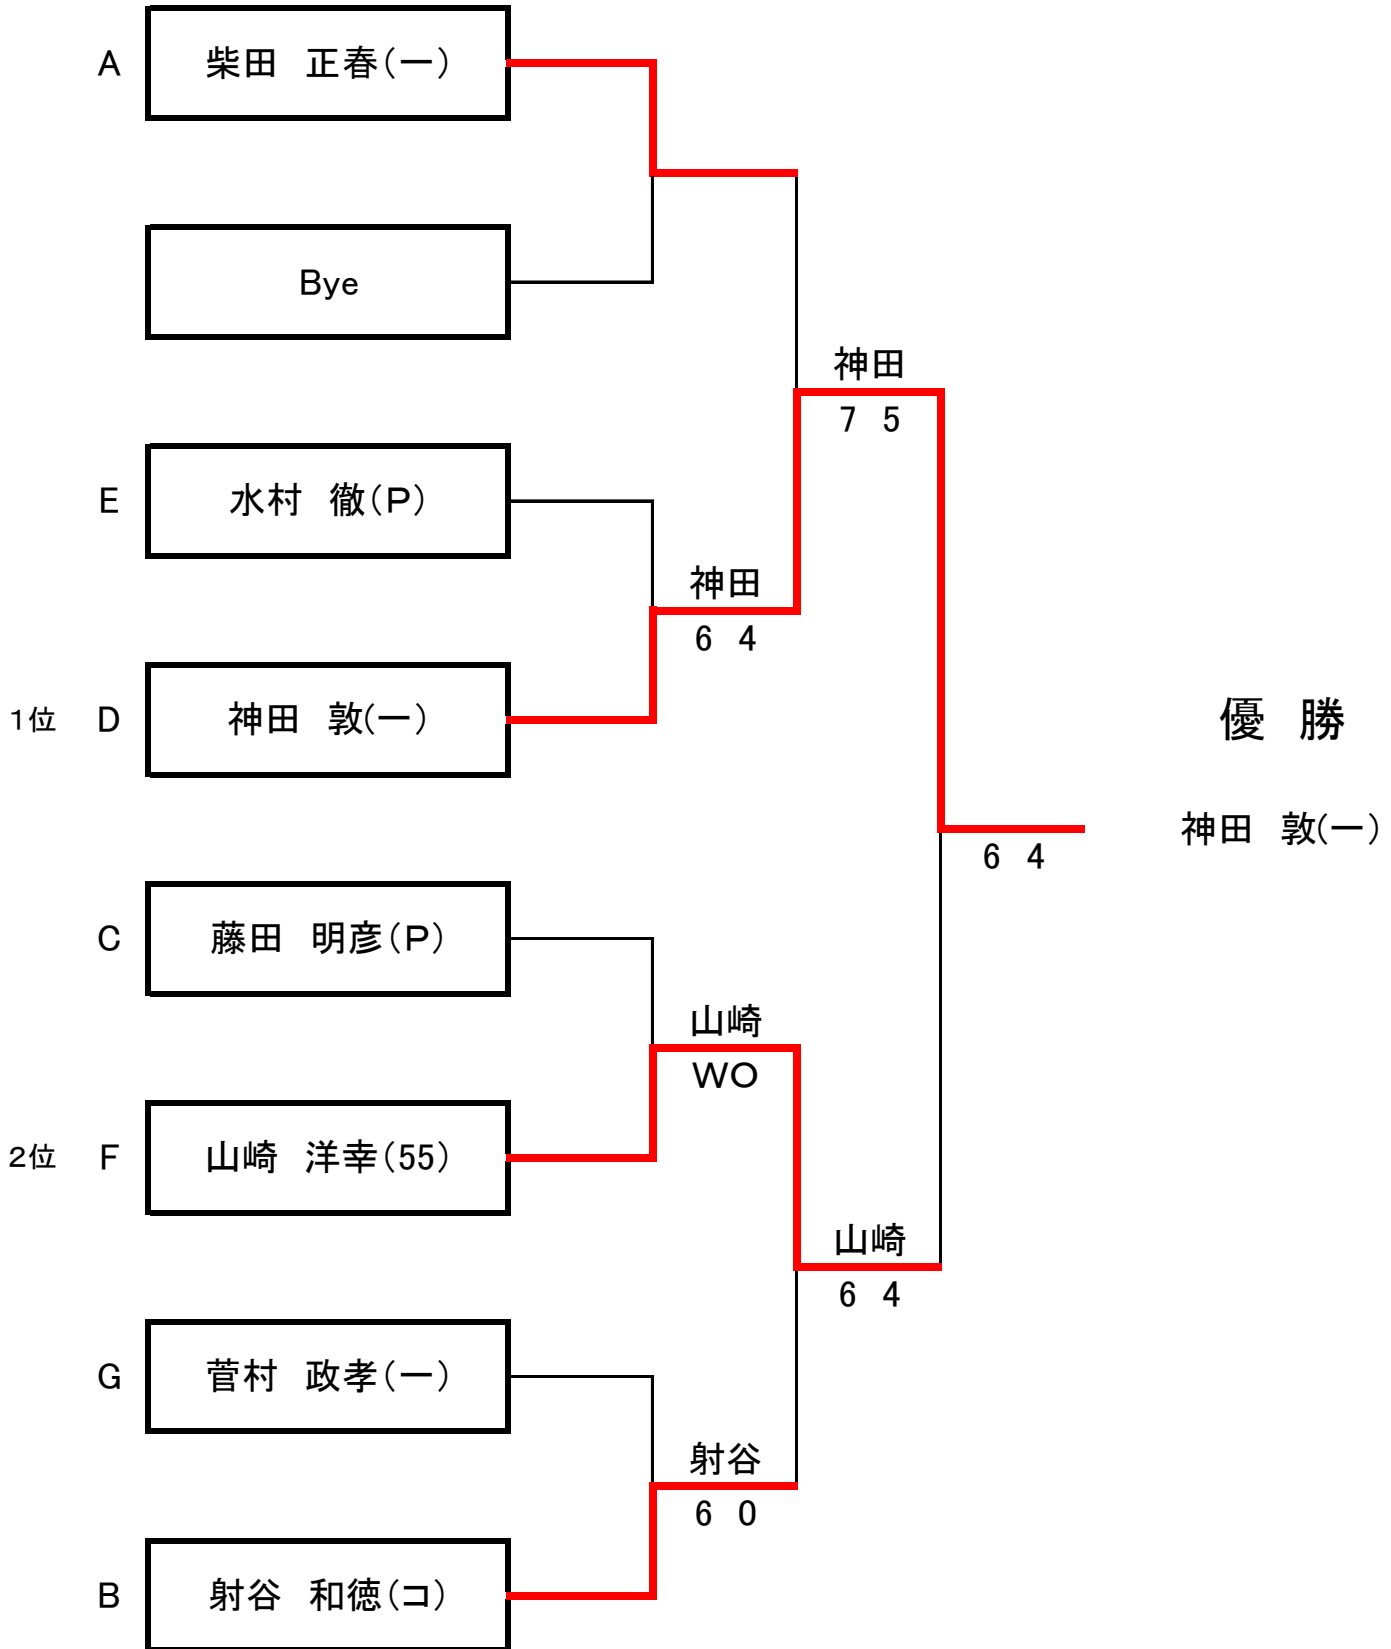 A 柴田 正春(一)
Bye
神田
7 5
E 水村 徹(P)
神田
6 4
1位 D 神田 敦(一)
優 勝
神田 敦(一)
6 4
C 藤田 明彦(P)
山崎
WO
2位 F 山崎 洋幸(55)
山崎
6 4
G 菅村 政孝(一)
射谷
6 0
B 射谷 和徳(コ)